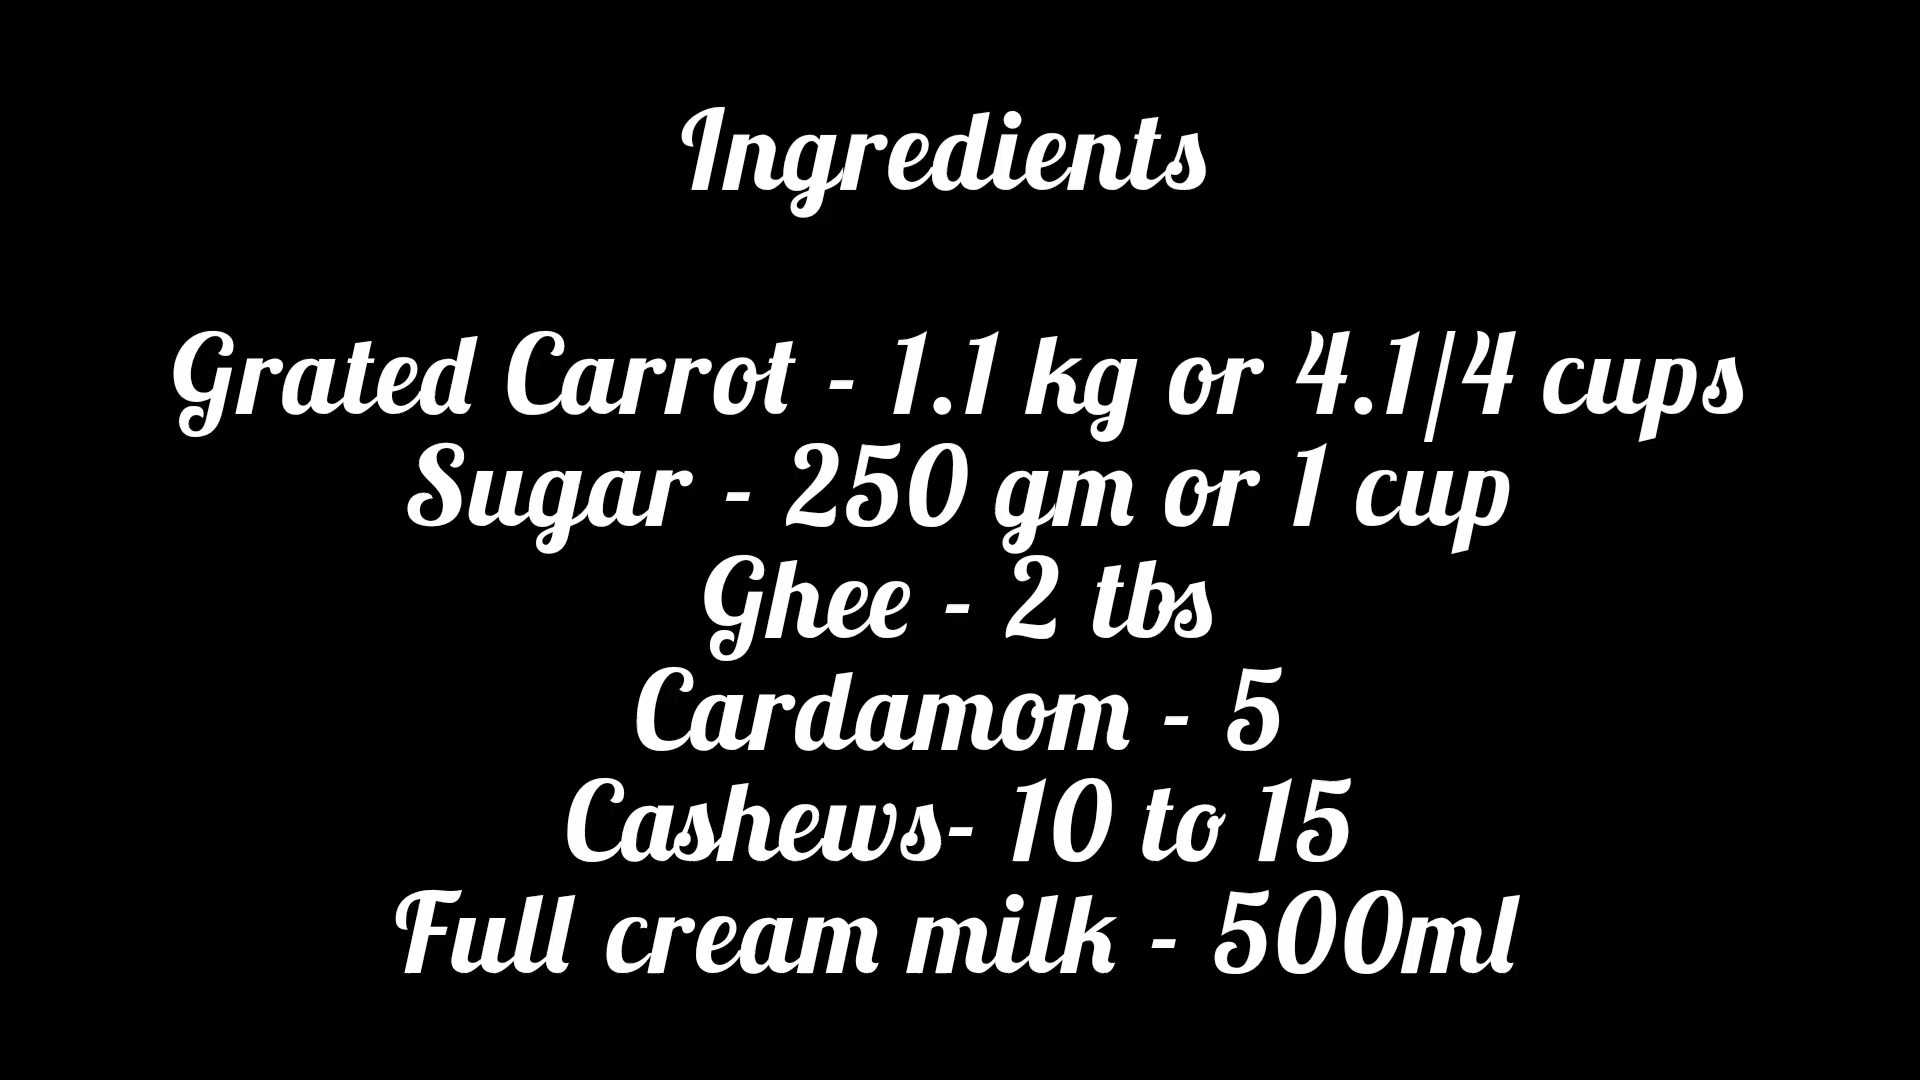 Ingredients
Grated Carrot - 1.1 kg or 4.1/4 cups
Sugar - 250 gm or 1 cup
Ghee - 2 tbs
Cardamom - 5
Cashews- 10 to 15
Full cream milk - 500ml